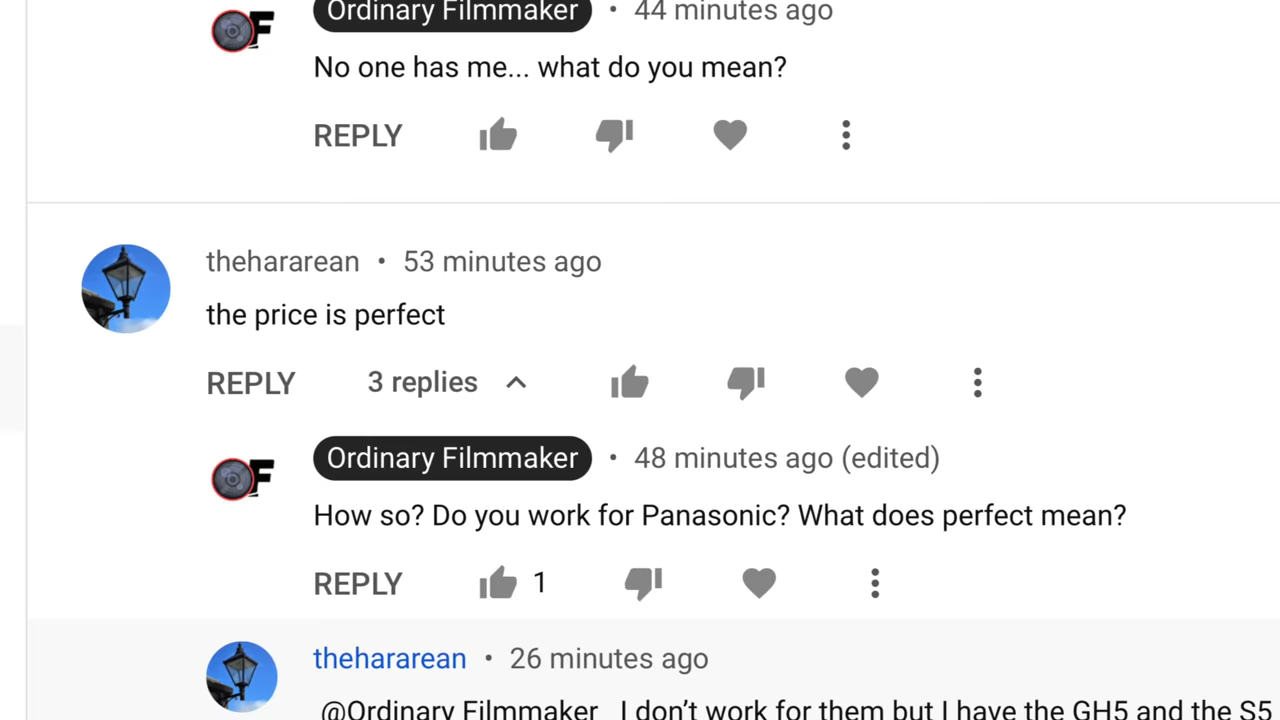 Ordinary Filmmaker • 44 minutes ago
No one has me... what do you mean?
REPLY
thehararean • 53 minutes ago
the price is perfect
REPLY 3 replies
F
Ordinary Filmmaker • 48 minutes ago (edited)
How so? Do you work for Panasonic? What does perfect mean?
REPLY 1
thehararean • 26 minutes ago
@Ordinary Filmmaker I don’t work for them but I have the GH5 and the S5